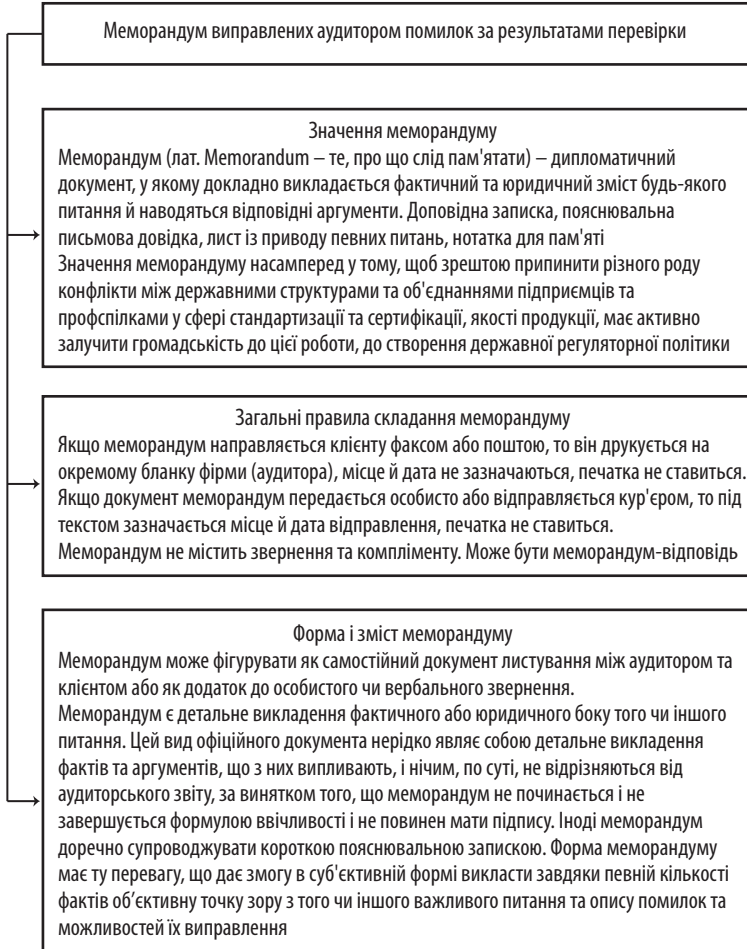 Меморандум виправлених аудитором помилок за результатами перевірки
Значення меморандуму
Меморандум (лат. Memorandum – те, про що слід пам'ятати) – дипломатичний
документ, у якому докладно викладається фактичний та юридичний зміст будь-якого
питання й наводяться відповідні аргументи. Доповідна записка, пояснювальна
письмова довідка, лист із приводу певних питань, нотатка для пам'яті
Значення меморандуму насамперед у тому, щоб зрештою припинити різного роду
конфлікти між державними структурами та об'єднаннями підприємців та
профспілками у сфері стандартизації та сертифікації, якості продукції, має активно
залучити громадськість до цієї роботи, до створення державної регуляторної політики
Загальні правила складання меморандуму
Якщо меморандум направляється клієнту факсом або поштою, то він друкується на
окремому бланку фірми (аудитора), місце й дата не зазначаються, печатка не ставиться.
Якщо документ меморандум передається особисто або відправляється кур'єром, то під
текстом зазначається місце й дата відправлення, печатка не ставиться.
Меморандум не містить звернення та компліменту. Може бути меморандум-відповідь
Форма і зміст меморандуму
Меморандум може фігурувати як самостійний документ листування між аудитором та
клієнтом або як додаток до особистого чи вербального звернення.
Меморандум є детальне викладення фактичного або юридичного боку того чи іншого
питання. Цей вид офіційного документа нерідко являє собою детальне викладення
фактів та аргументів, що з них випливають, і нічим, по суті, не відрізняються від
аудиторського звіту, за винятком того, що меморандум не починається і не
завершується формулою ввічливості і не повинен мати підпису. Іноді меморандум
доречно супроводжувати короткою пояснювальною запискою. Форма меморандуму
має ту перевагу, що дає змогу в суб'єктивній формі викласти завдяки певній кількості
фактів об’єктивну точку зору з того чи іншого важливого питання та опису помилок та
можливостей їх виправлення